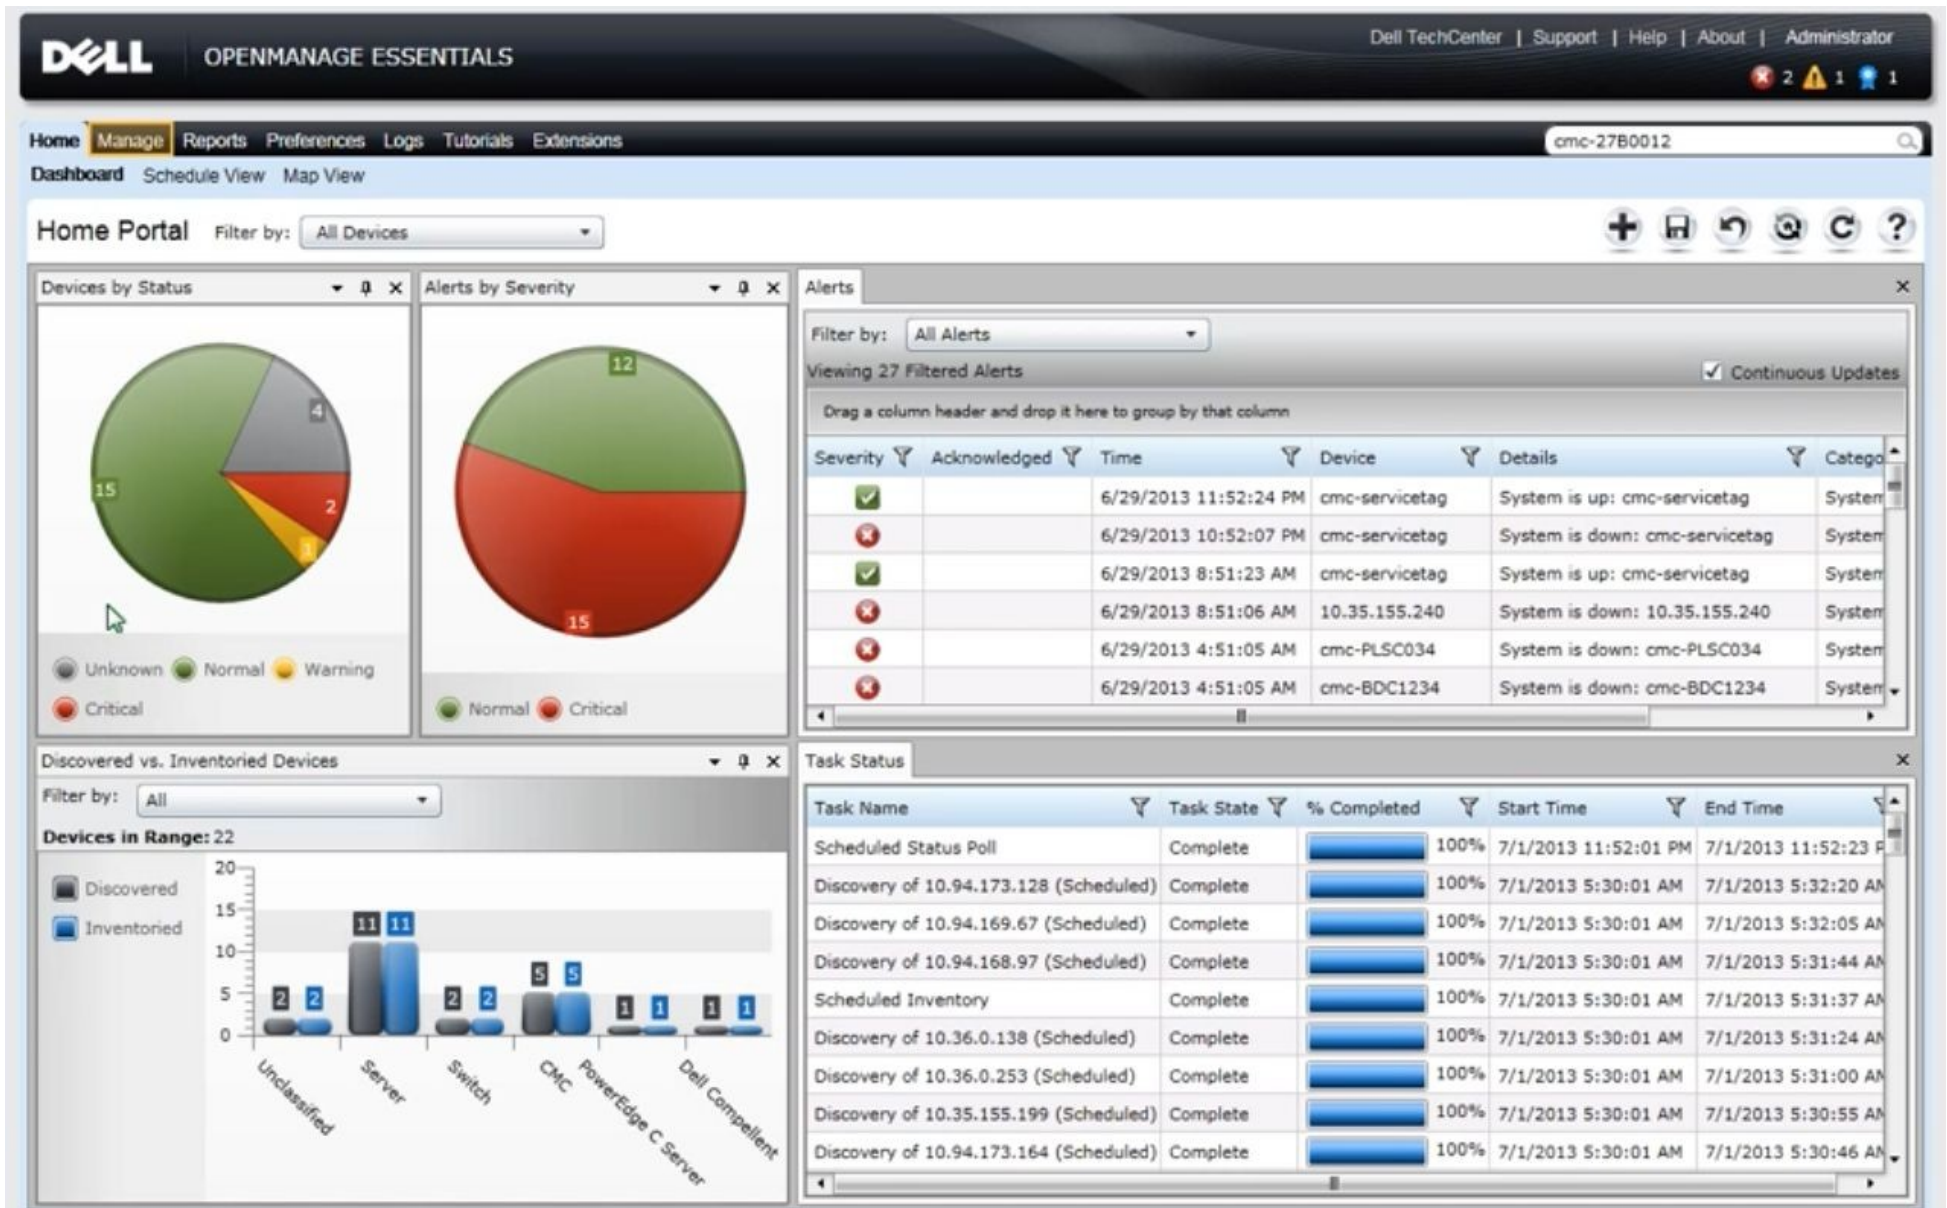 DELL OPENMANAGE ESSENTIALS
Dell TechCenter | Support | Help | About | Administrator
2 1 1
Home Manage Reports Preferences Logs Tutorials Extensions
cmc-27B0012
Dashboard Schedule View Map View
Home Portal Filter by: All Devices
Devices by Status
4
15
2
1
Unknown Normal Warning
Critical
Alerts by Severity
12
15
Normal Critical
Alerts
Filter by: All Alerts
Viewing 27 Filtered Alerts Continuous Updates
Drag a column header and drop it here to group by that column
Severity Acknowledged Time Device Details Catego
6/29/2013 11:52:24 PM cmc-servicetag System is up: cmc-servicetag System
6/29/2013 10:52:07 PM cmc-servicetag System is down: cmc-servicetag System
6/29/2013 8:51:23 AM cmc-servicetag System is up: cmc-servicetag System
6/29/2013 8:51:06 AM 10.35.155.240 System is down: 10.35.155.240 System
6/29/2013 4:51:05 AM cmc-PLSC034 System is down: cmc-PLSC034 System
6/29/2013 4:51:05 AM cmc-BDC1234 System is down: cmc-BDC1234 System
Discovered vs. Inventoried Devices
Filter by: All
Devices in Range: 22
Discovered
Inventoried
20
15
10
5
0
2 2 11 11 2 2 5 5 1 1 1 1
Unclassified
Server
Switch
CMC
PowerEdge C Server
Dell Compellent
Task Status
Task Name Task State % Completed Start Time End Time
Scheduled Status Poll Complete 100% 7/1/2013 11:52:01 PM 7/1/2013 11:52:23 P
Discovery of 10.94.173.128 (Scheduled) Complete 100% 7/1/2013 5:30:01 AM 7/1/2013 5:32:20 AM
Discovery of 10.94.169.67 (Scheduled) Complete 100% 7/1/2013 5:30:01 AM 7/1/2013 5:32:05 AM
Discovery of 10.94.168.97 (Scheduled) Complete 100% 7/1/2013 5:30:01 AM 7/1/2013 5:31:44 AM
Scheduled Inventory Complete 100% 7/1/2013 5:30:01 AM 7/1/2013 5:31:37 AM
Discovery of 10.36.0.138 (Scheduled) Complete 100% 7/1/2013 5:30:01 AM 7/1/2013 5:31:24 AM
Discovery of 10.36.0.253 (Scheduled) Complete 100% 7/1/2013 5:30:01 AM 7/1/2013 5:31:00 AM
Discovery of 10.35.155.199 (Scheduled) Complete 100% 7/1/2013 5:30:01 AM 7/1/2013 5:30:55 AM
Discovery of 10.94.173.164 (Scheduled) Complete 100% 7/1/2013 5:30:01 AM 7/1/2013 5:30:46 AM